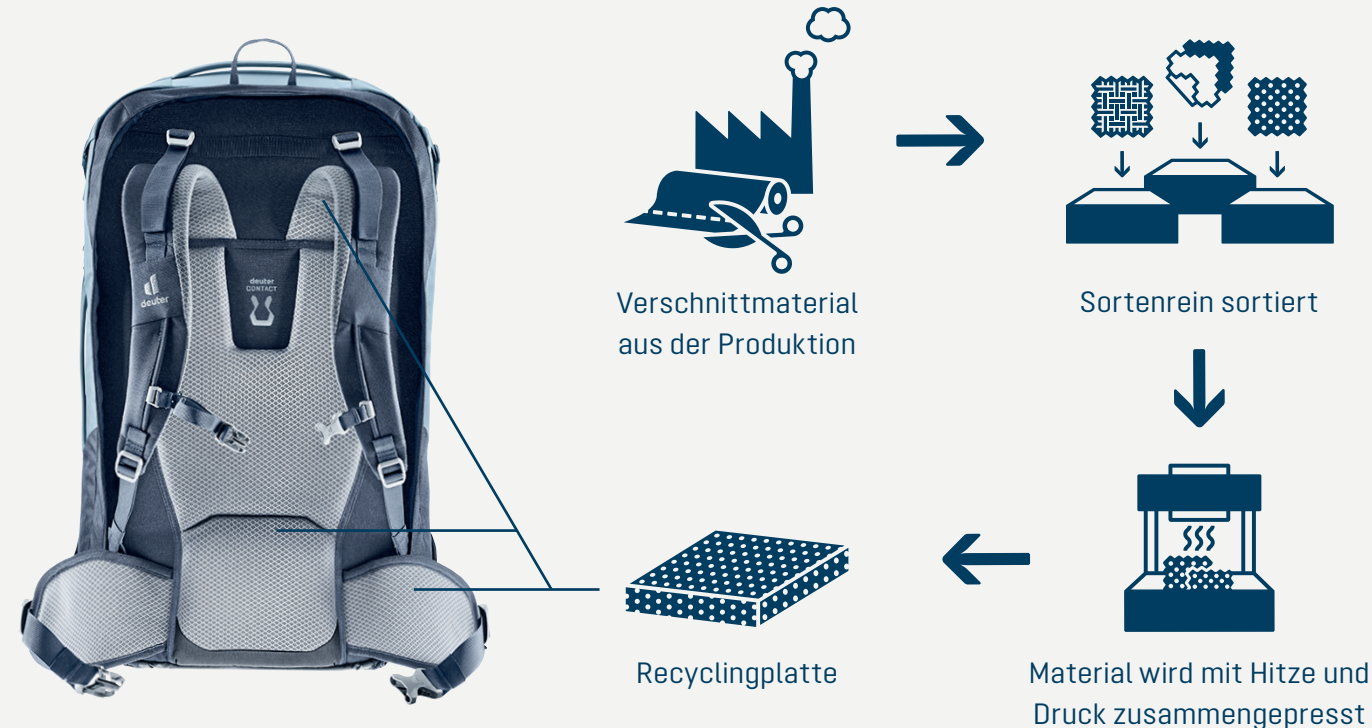 deuter
deuter
CONTACT
Verschnittmaterial
aus der Produktion
Sortenrein sortiert
Recyclingplatte
Material wird mit Hitze und
Druck zusammengepresst